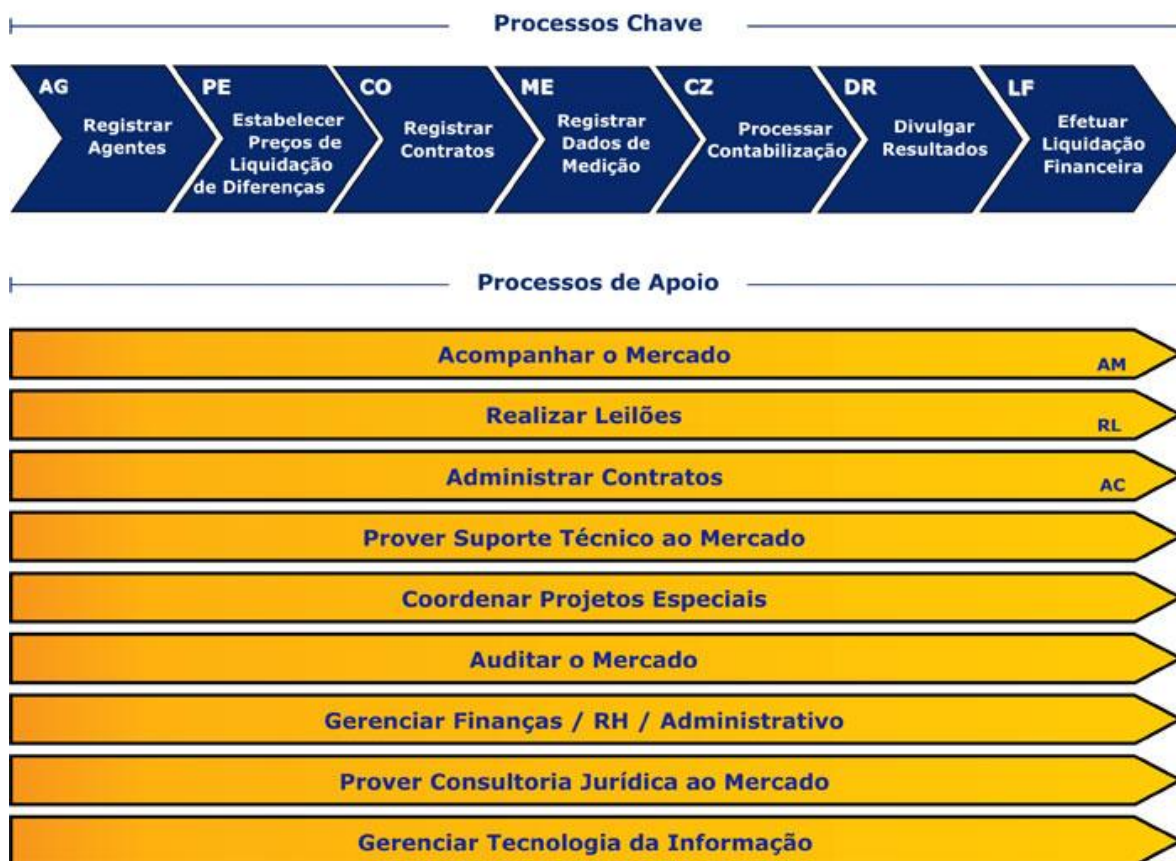 Processos Chave
AG
Registrar
Agentes
PE
Estabelecer
Preços de
Liquidação
de Diferenças
CO
Registrar
Contratos
ME
Registrar
Dados de
Medição
CZ
Processar
Contabilização
DR
Divulgar
Resultados
LF
Efetuar
Liquidação
Financeira
Processos de Apoio
Acompanhar o Mercado
AM
Realizar Leilões
RL
Administrar Contratos
AC
Prover Suporte Técnico ao Mercado
Coordenar Projetos Especiais
Auditar o Mercado
Gerenciar Finanças / RH / Administrativo
Prover Consultoria Jurídica ao Mercado
Gerenciar Tecnologia da Informação